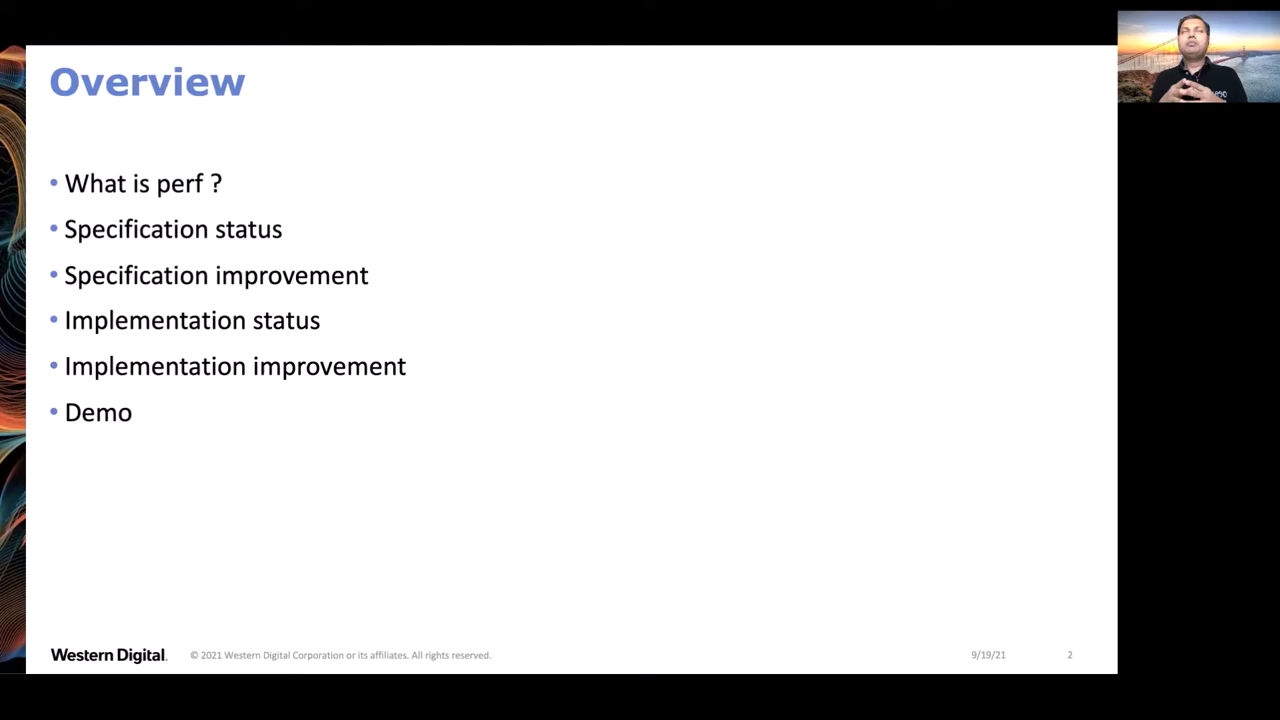 Overview
• What is perf ?
• Specification status
• Specification improvement
• Implementation status
• Implementation improvement
• Demo
Western Digital.
© 2021 Western Digital Corporation or its affiliates. All rights reserved.
9/19/21
2